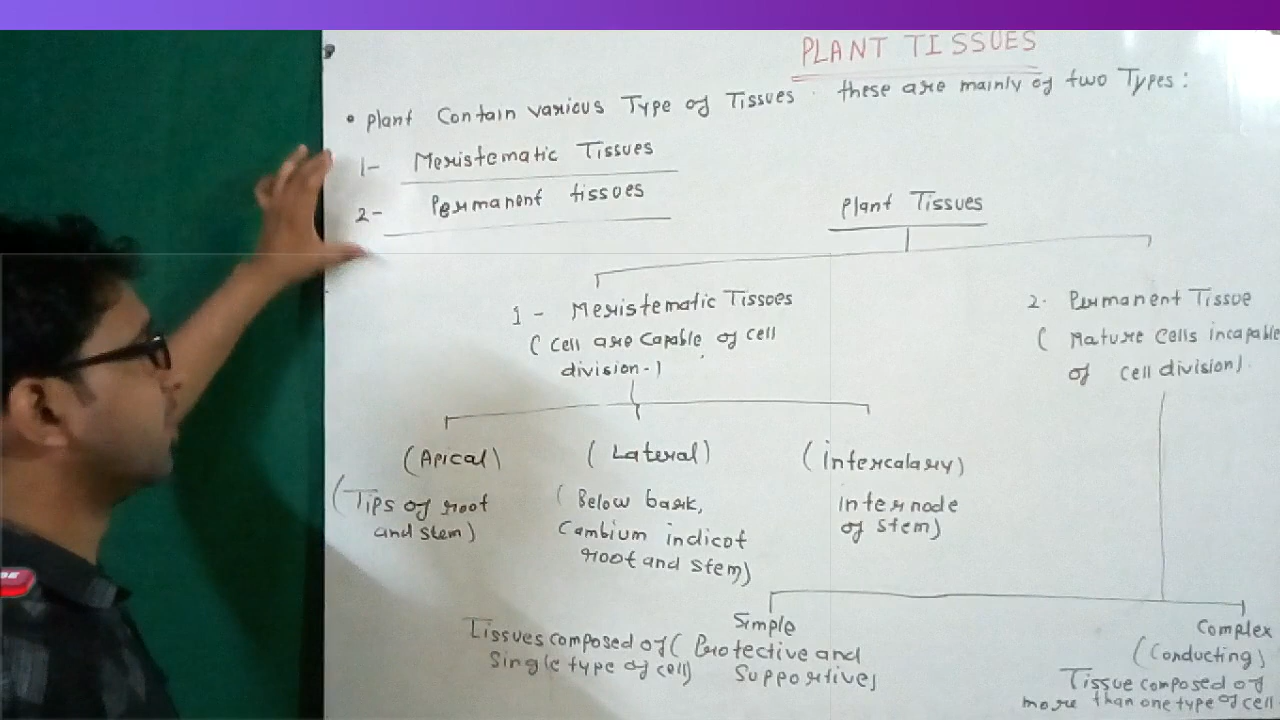 PLANT TISSUES
• Plant Contain various Type of Tissues. these are mainly of two Types:
1- Meristematic Tissues
2- Permanent tissues
Plant Tissues
1- Meristematic Tissues
(Cell are Capable of cell
division.)
2. Permanent Tissue
(Mature Cells incapable
of cell division)
(Apical)
(Tips of root
and stem)
(Lateral)
(Below bark,
Cambium indicot
root and stem)
(intercalary)
internode
of stem)
Simple
(Protective and
Supportive)
Tissues composed of
Single type of cell)
Complex
(Conducting)
Tissue composed of
more than one type of cell